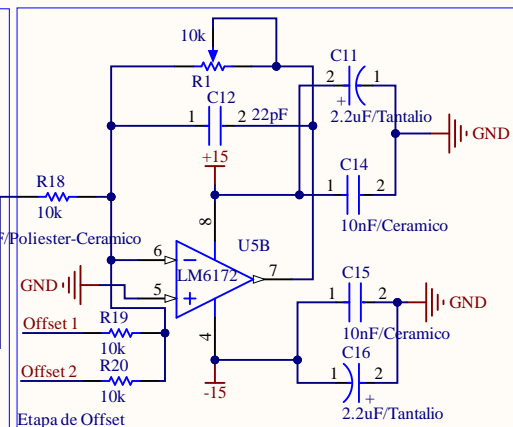 10k
R1
C11
2 1
+
2.2uF/Tantalio
C12
1 2 22pF
+15
GND
C14
1 2
10nF/Ceramico
R18
10k
F/Poliester-Ceramico
8
U5B
6
LM6172
7
5
GND
4
C15
1 2
10nF/Ceramico
GND
Offset 1
R19
10k
Offset 2
R20
10k
-15
C16
1 2
+
2.2uF/Tantalio
Etapa de Offset